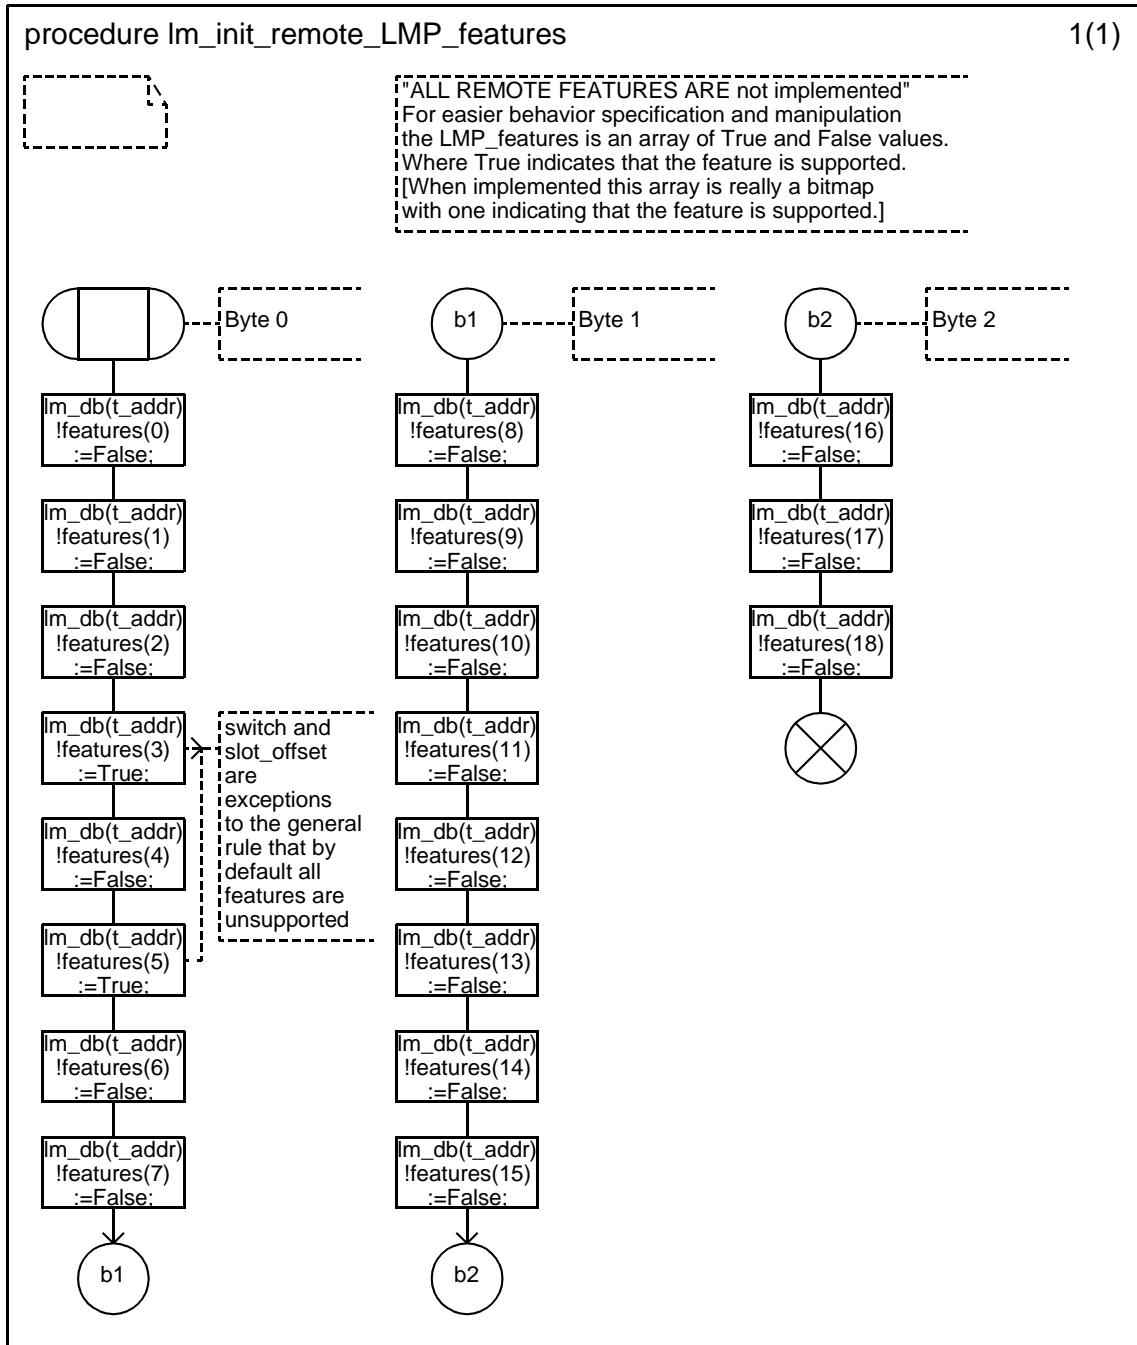 procedure lm_init_remote_LMP_features
1(1)
"ALL REMOTE FEATURES ARE not implemented"
For easier behavior specification and manipulation
the LMP_features is an array of True and False values.
Where True indicates that the feature is supported.
[When implemented this array is really a bitmap
with one indicating that the feature is supported.]
Byte 0
lm_db(t_addr)
!features(0)
:=False;
lm_db(t_addr)
!features(1)
:=False;
lm_db(t_addr)
!features(2)
:=False;
lm_db(t_addr)
!features(3)
:=True;
switch and
slot_offset
are
exceptions
to the general
rule that by
default all
features are
unsupported
lm_db(t_addr)
!features(4)
:=False;
lm_db(t_addr)
!features(5)
:=True;
lm_db(t_addr)
!features(6)
:=False;
lm_db(t_addr)
!features(7)
:=False;
b1
b1
Byte 1
lm_db(t_addr)
!features(8)
:=False;
lm_db(t_addr)
!features(9)
:=False;
lm_db(t_addr)
!features(10)
:=False;
lm_db(t_addr)
!features(11)
:=False;
lm_db(t_addr)
!features(12)
:=False;
lm_db(t_addr)
!features(13)
:=False;
lm_db(t_addr)
!features(14)
:=False;
lm_db(t_addr)
!features(15)
:=False;
b2
b2
Byte 2
lm_db(t_addr)
!features(16)
:=False;
lm_db(t_addr)
!features(17)
:=False;
lm_db(t_addr)
!features(18)
:=False;